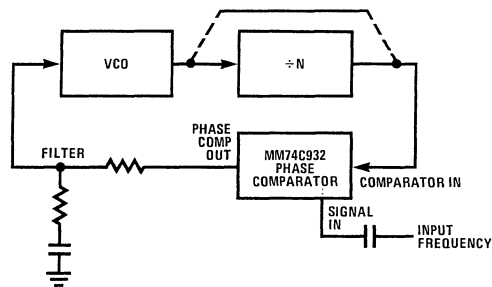 VCO
÷N
PHASE
COMP
OUT
MM74C932
PHASE
COMPARATOR
FILTER
COMPARATOR IN
SIGNAL
IN
INPUT
FREQUENCY